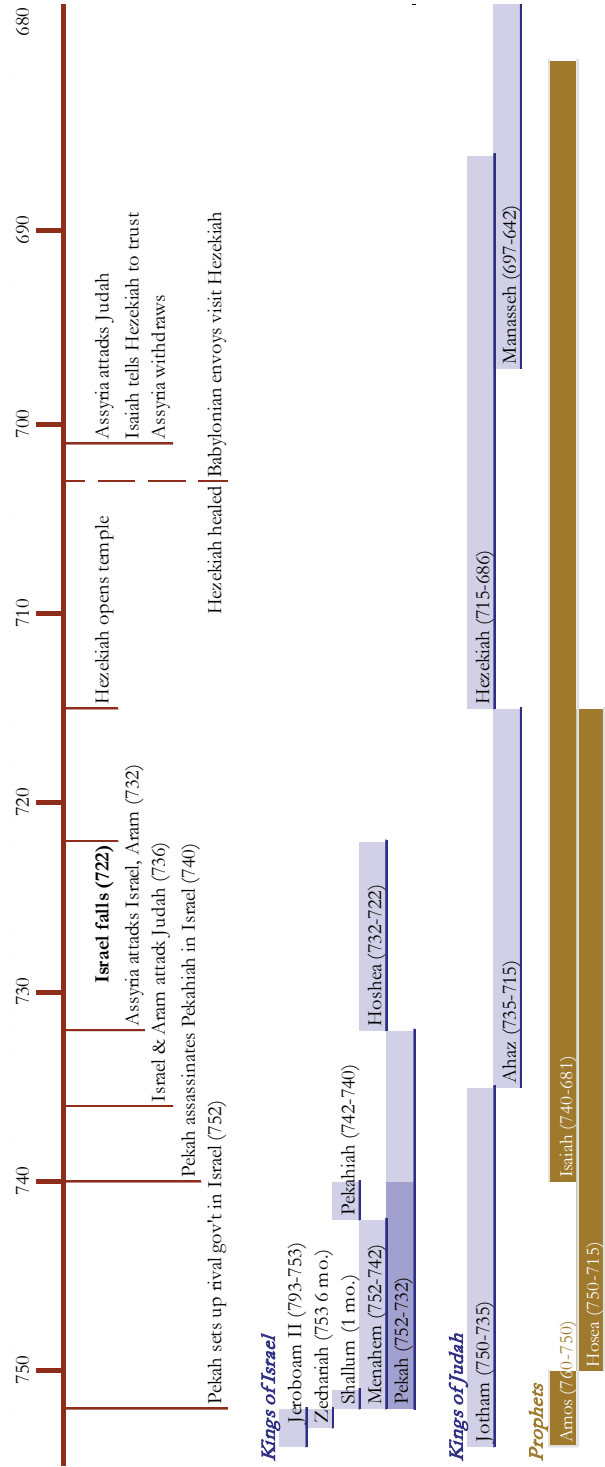 750
740
730
720
710
700
690
680
Israel falls (722)
Hezekiah opens temple
Assyria attacks Judah
Isaiah tells Hezekiah to trust
Assyria withdraws
Assyria attacks Israel, Aram (732)
Israel & Aram attack Judah (736)
Pekah assassinates Pekahiah in Israel (740)
Pekah sets up rival gov't in Israel (752)
Hezekiah healed
Babylonian envoys visit Hezekiah
Kings of Israel
Jeroboam II (793-753)
Zechariah (753 6 mo.)
Shallum (1 mo.)
Pekahiah (742-740)
Menahem (752-742)
Hoshea (732-722)
Pekah (752-732)
Kings of Judah
Jotham (750-735)
Hezekiah (715-686)
Ahaz (735-715)
Manasseh (697-642)
Prophets
Amos (760-750)
Isaiah (740-681)
Hosea (750-715)